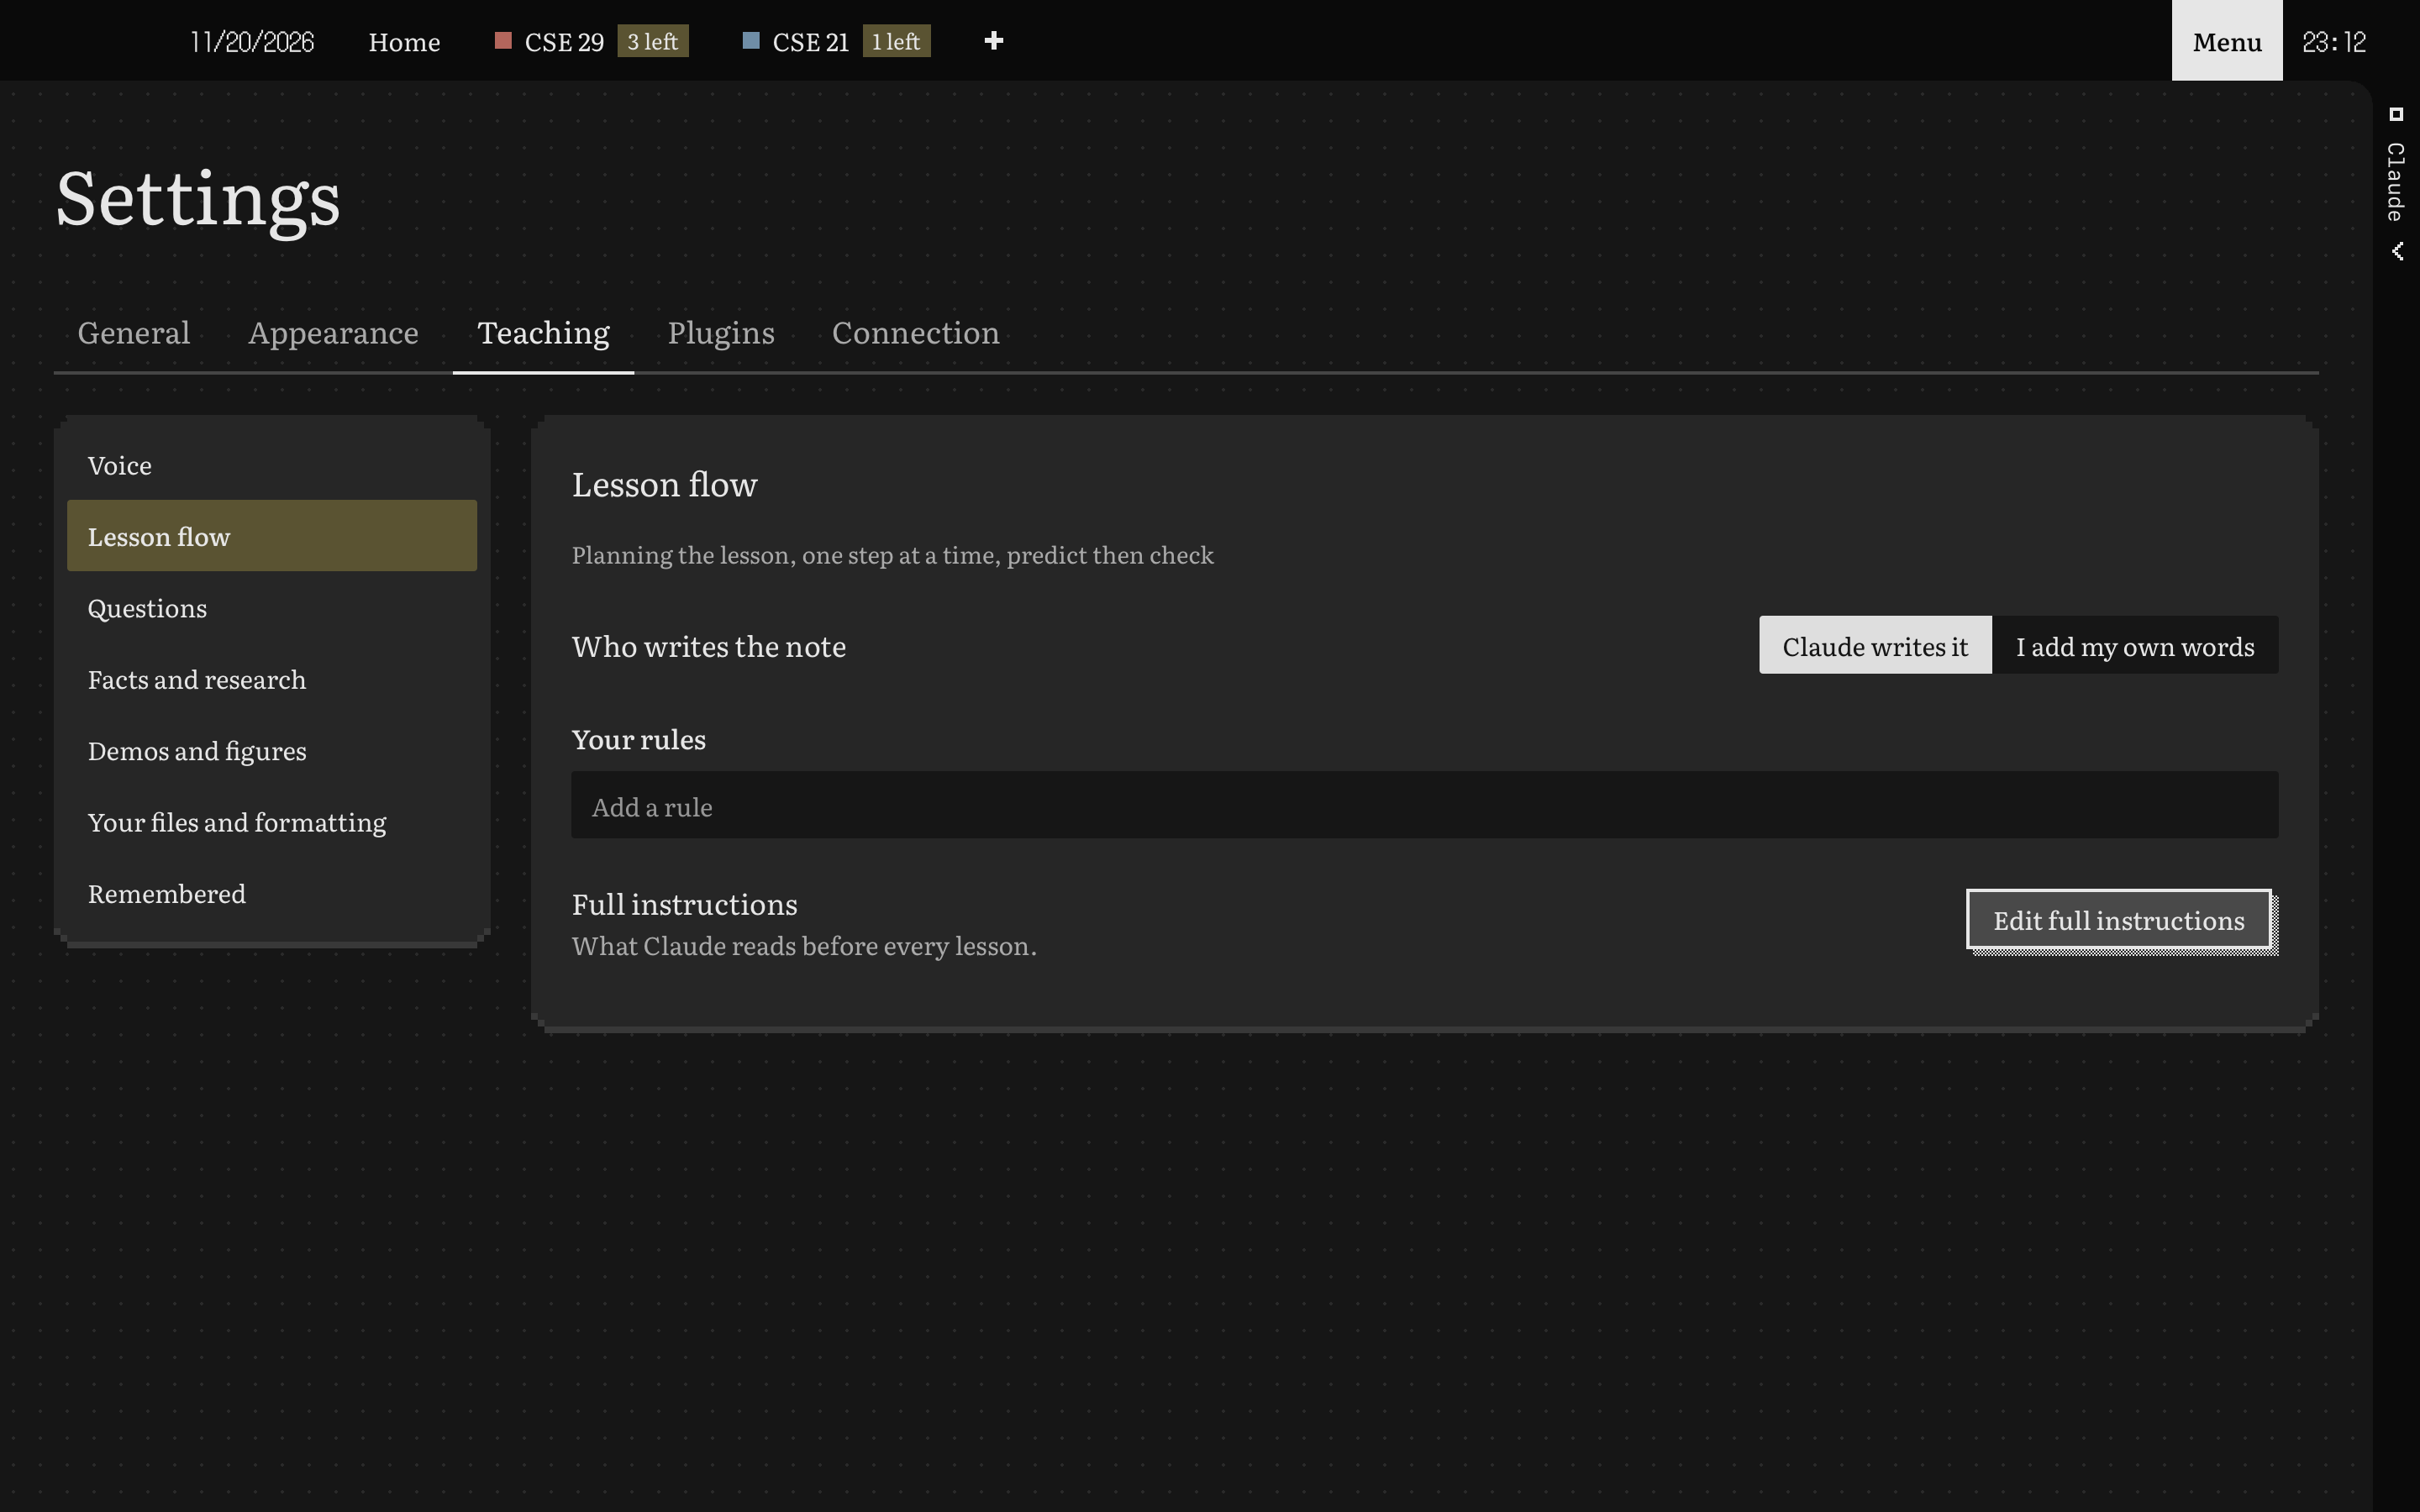 11/20/2026 Home CSE 29 3 left CSE 21 1 left Menu 23:12
Claude
Settings
General Appearance Teaching Plugins Connection
Voice
Lesson flow
Questions
Facts and research
Demos and figures
Your files and formatting
Remembered
Lesson flow
Planning the lesson, one step at a time, predict then check
Who writes the note Claude writes it I add my own words
Your rules
Add a rule
Full instructions
What Claude reads before every lesson.
Edit full instructions